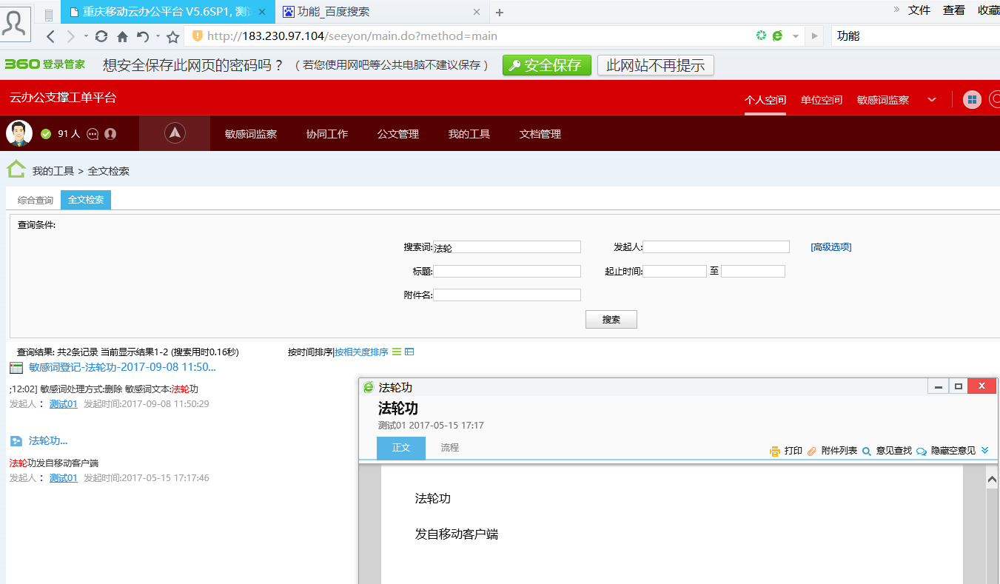 重庆移动云办公平台 V5.6SP1, 测试
功能_百度搜索
文件 查看 收藏
http://183.230.97.104/seeyon/main.do?method=main
功能
360 登录管家 想安全保存此网页的密码吗？（若您使用网吧等公共电脑不建议保存） 安全保存 此网站不再提示
云办公支撑工单平台 个人空间 单位空间 敏感词监察
91 人 敏感词监察 协同工作 公文管理 我的工具 文档管理
我的工具 > 全文检索
综合查询 全文检索
查询条件:
搜索词: 法轮 发起人: [高级选项]
标题: 起止时间: 至
附件名:
搜索
查询结果: 共2条记录 当前显示结果1-2 (搜索用时0.16秒) 按时间排序|按相关度排序
敏感词登记-法轮功-2017-09-08 11:50...
;12:02] 敏感词处理方式:删除 敏感词文本:法轮功
发起人： 测试01 发起时间:2017-09-08 11:50:29
法轮功...
法轮功发自移动客户端
发起人： 测试01 发起时间:2017-05-15 17:17:46
法轮功
法轮功
测试01 2017-05-15 17:17
正文 流程
打印 附件列表 意见查找 隐藏空意见
法轮功
发自移动客户端